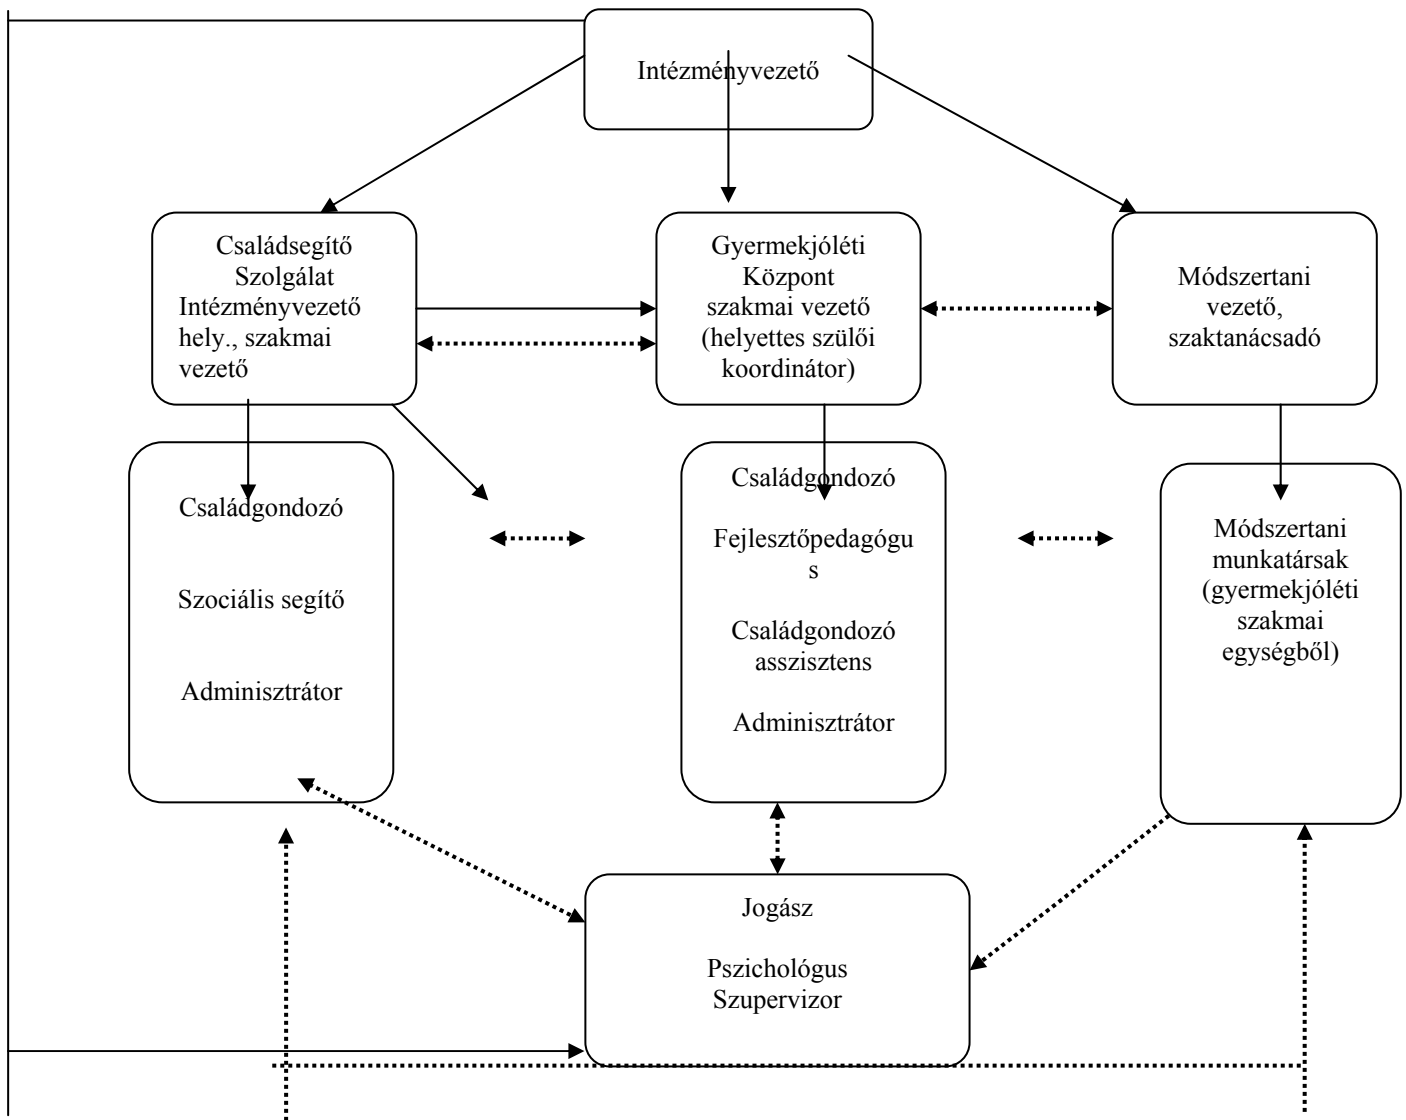 Intézményvezető
Családsegítő
Szolgálat
Intézményvezető
hely., szakmai
vezető
Gyermekjóléti
Központ
szakmai vezető
(helyettes szülői
koordinátor)
Módszertani
vezető,
szaktanácsadó
Családgondozó
Szociális segítő
Adminisztrátor
Családgondozó
Fejlesztőpedagógu
s
Családgondozó
asszisztens
Adminisztrátor
Módszertani
munkatársak
(gyermekjóléti
szakmai
egységből)
Jogász
Pszichológus
Szupervizor